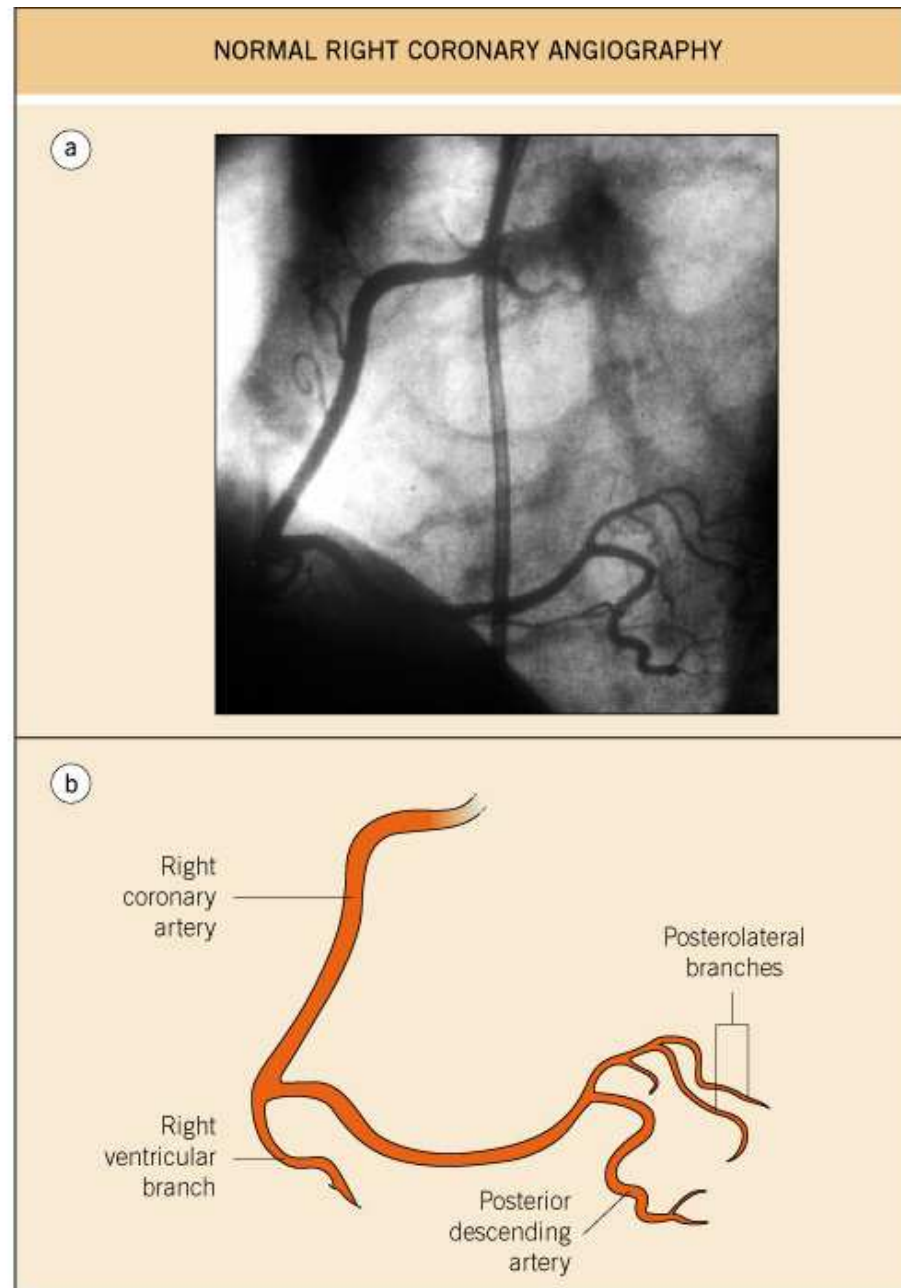 NORMAL RIGHT CORONARY ANGIOGRAPHY
a
b
Right
coronary
artery
Posterolateral
branches
Right
ventricular
branch
Posterior
descending
artery